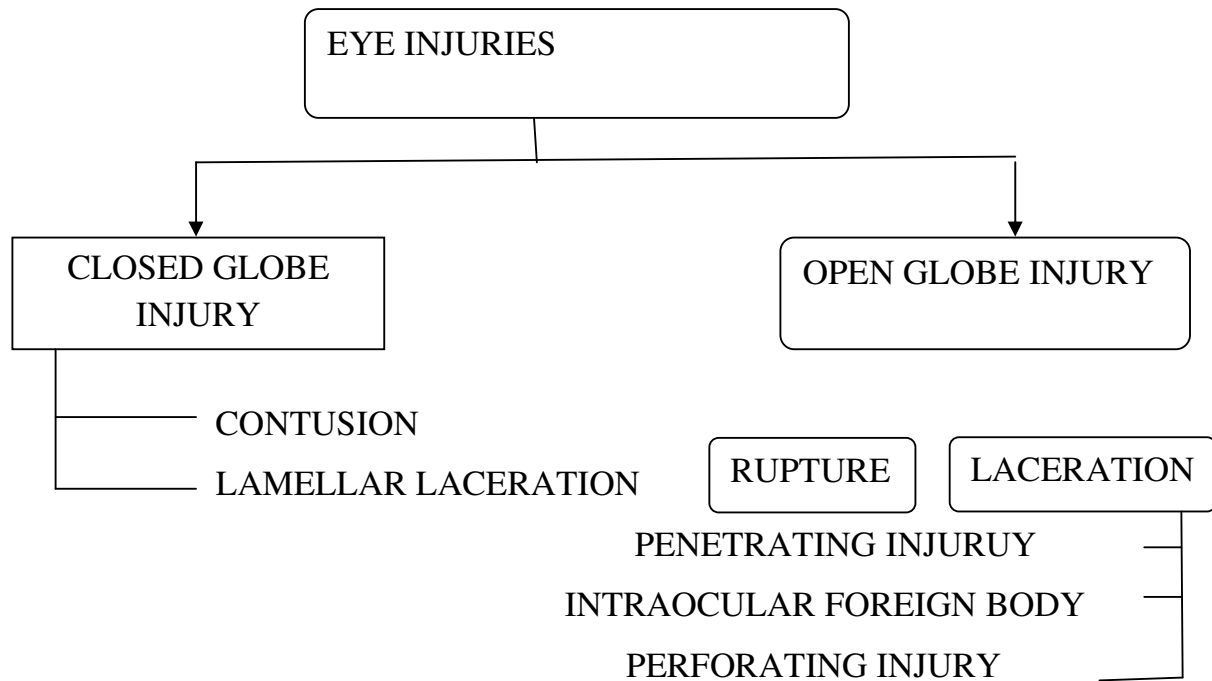 EYE INJURIES
CLOSED GLOBE
INJURY
OPEN GLOBE INJURY
CONTUSION
LAMELLAR LACERATION
RUPTURE
LACERATION
PENETRATING INJURUY
INTRAOCULAR FOREIGN BODY
PERFORATING INJURY